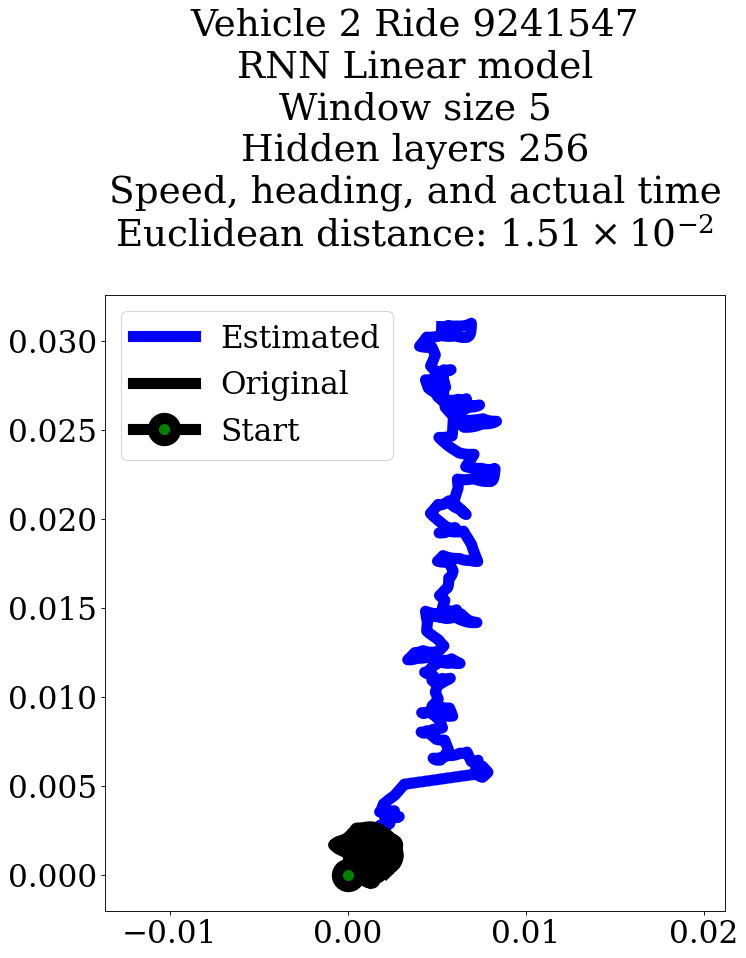 Vehicle 2 Ride 9241547
RNN Linear model
Window size 5
Hidden layers 256
Speed, heading, and actual time
Euclidean distance: 1.51 × 10⁻²
Estimated
Original
Start
0.030
0.025
0.020
0.015
0.010
0.005
0.000
−0.01 0.00 0.01 0.02